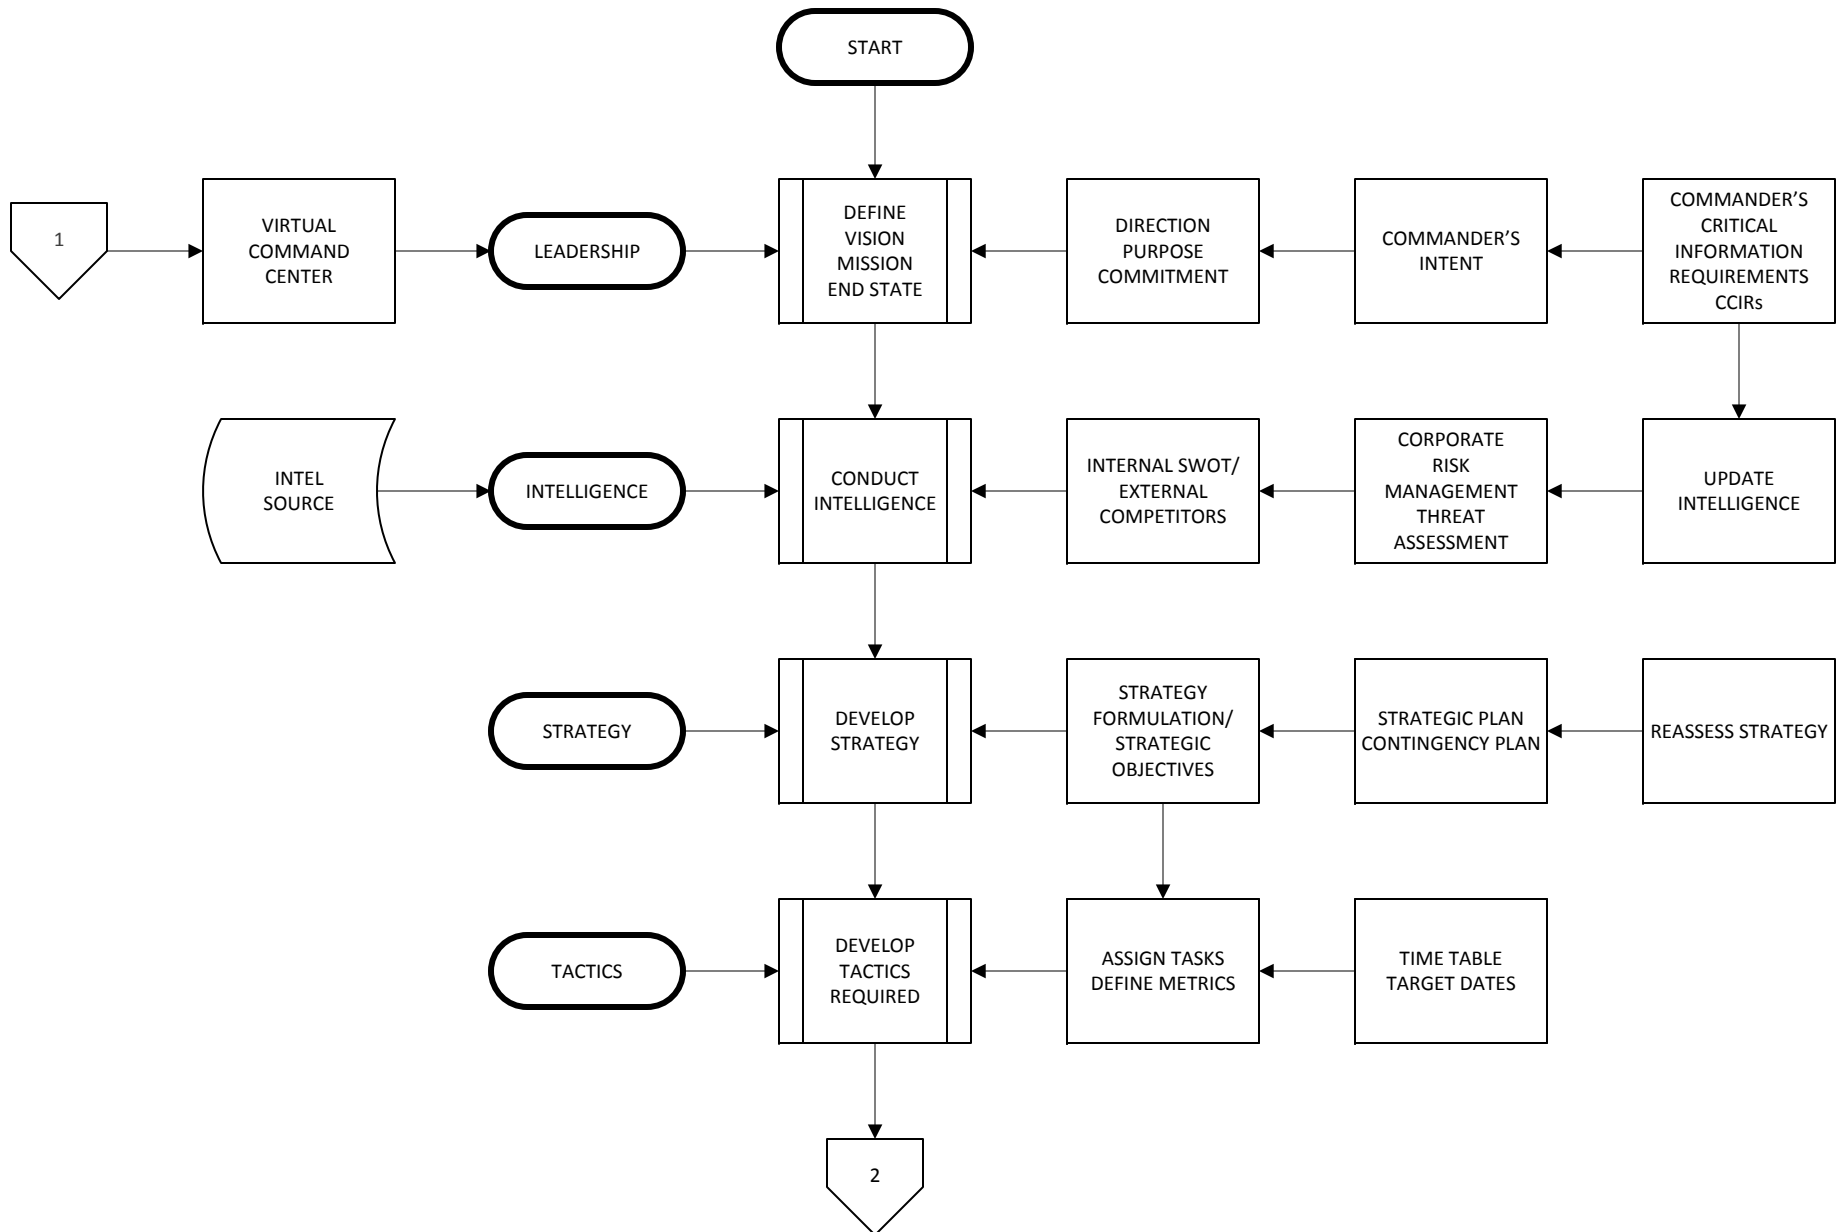 START
1
VIRTUAL
COMMAND
CENTER
LEADERSHIP
DEFINE
VISION
MISSION
END STATE
DIRECTION
PURPOSE
COMMITMENT
COMMANDER’S
INTENT
COMMANDER’S
CRITICAL
INFORMATION
REQUIREMENTS
CCIRs
INTEL
SOURCE
INTELLIGENCE
CONDUCT
INTELLIGENCE
INTERNAL SWOT/
EXTERNAL
COMPETITORS
CORPORATE
RISK
MANAGEMENT
THREAT
ASSESSMENT
UPDATE
INTELLIGENCE
STRATEGY
DEVELOP
STRATEGY
STRATEGY
FORMULATION/
STRATEGIC
OBJECTIVES
STRATEGIC PLAN
CONTINGENCY PLAN
REASSESS STRATEGY
TACTICS
DEVELOP
TACTICS
REQUIRED
ASSIGN TASKS
DEFINE METRICS
TIME TABLE
TARGET DATES
2